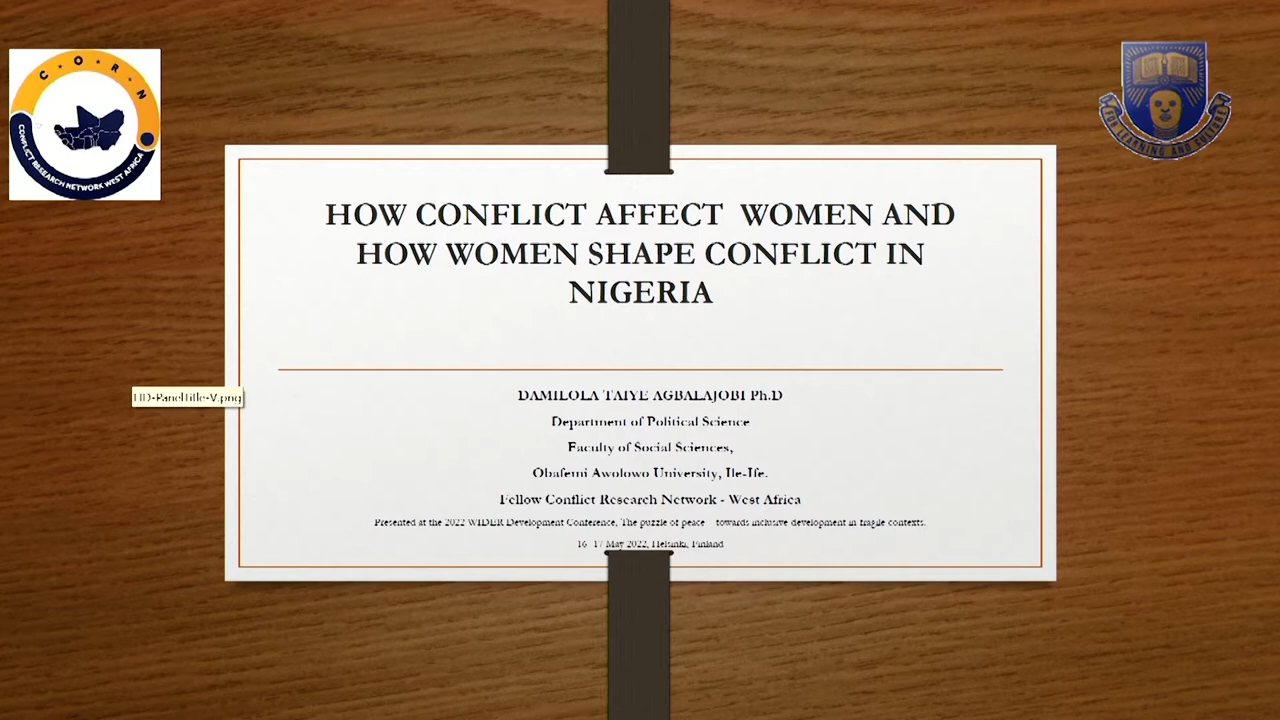 C·O·R·N
CONFLICT RESEARCH NETWORK WEST AFRICA
FOR LEARNING AND CULTURE
HOW CONFLICT AFFECT WOMEN AND
HOW WOMEN SHAPE CONFLICT IN
NIGERIA
HD-PanelTitle-V.png
DAMILOLA TAIYE AGBALAJOBI Ph.D
Department of Political Science
Faculty of Social Sciences,
Obafemi Awolowo University, Ile-Ife.
Fellow Conflict Research Network - West Africa
Presented at the 2022 WIDER Development Conference, The puzzle of peace – towards inclusive development in fragile contexts.
16–17 May 2022, Helsinki, Finland